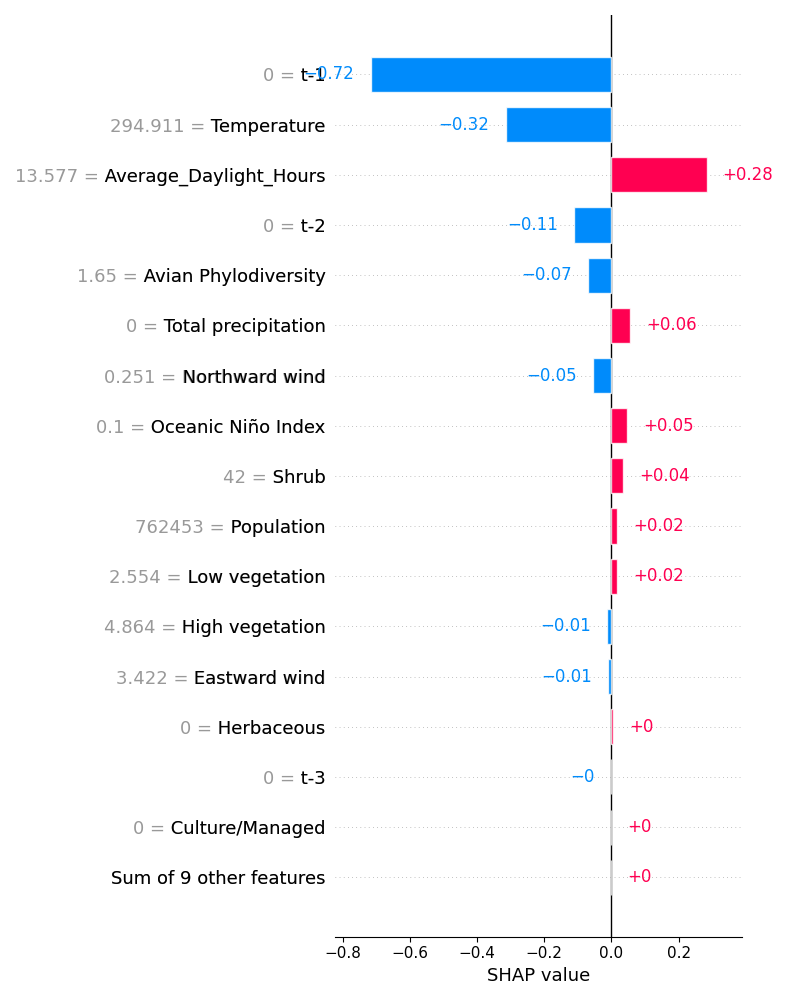 0 = t-1 −0.72
294.911 = Temperature −0.32
13.577 = Average_Daylight_Hours +0.28
0 = t-2 −0.11
1.65 = Avian Phylodiversity −0.07
0 = Total precipitation +0.06
0.251 = Northward wind −0.05
0.1 = Oceanic Niño Index +0.05
42 = Shrub +0.04
762453 = Population +0.02
2.554 = Low vegetation +0.02
4.864 = High vegetation −0.01
3.422 = Eastward wind −0.01
0 = Herbaceous +0
0 = t-3 −0
0 = Culture/Managed +0
Sum of 9 other features +0
−0.8 −0.6 −0.4 −0.2 0.0 0.2
SHAP value